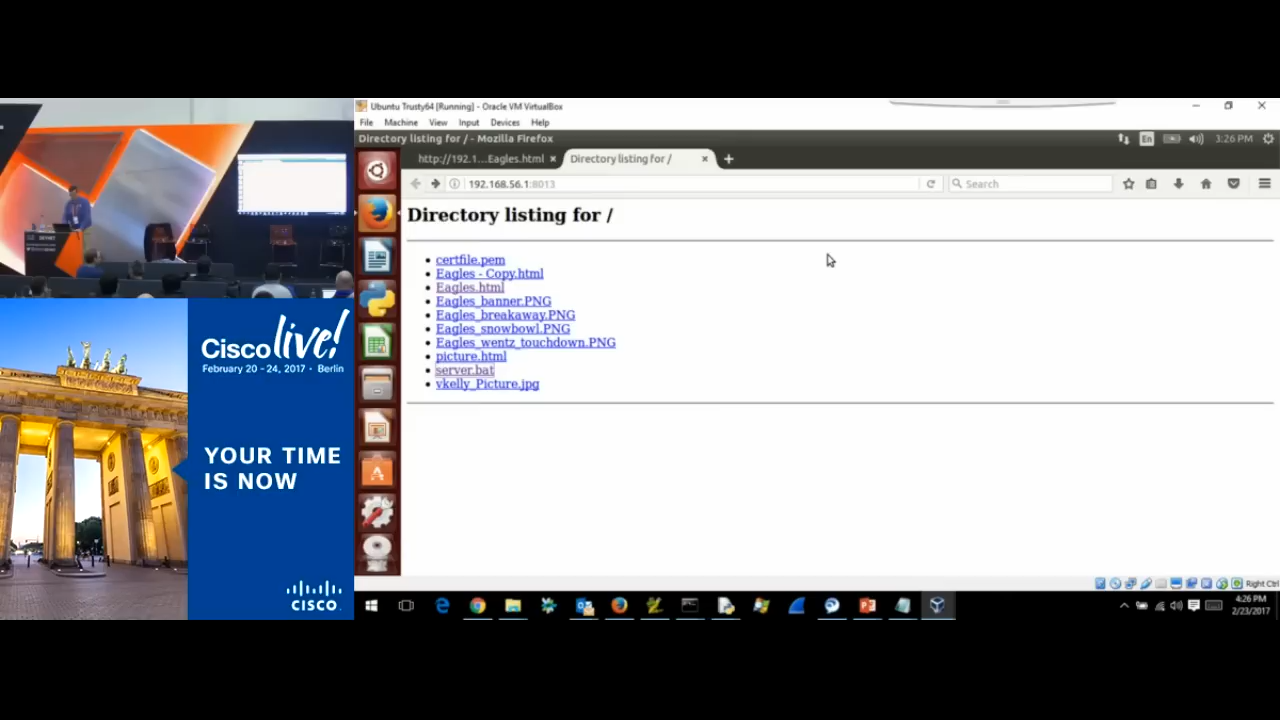 Ubuntu Trusty64 [Running] - Oracle VM VirtualBox
File Machine View Input Devices Help
Directory listing for / - Mozilla Firefox
En
3:26 PM
http://192.1...Eagles.html
Directory listing for /
192.168.56.1:8013
Search
Directory listing for /
certfile.pem
Eagles - Copy.html
Eagles.html
Eagles_banner.PNG
Eagles_breakaway.PNG
Eagles_snowbowl.PNG
Eagles_wentz_touchdown.PNG
picture.html
server.bat
vkelly_Picture.jpg
Right Ctrl
4:26 PM
2/23/2017
Cisco live!
February 20 - 24, 2017 • Berlin
YOUR TIME
IS NOW
CISCO